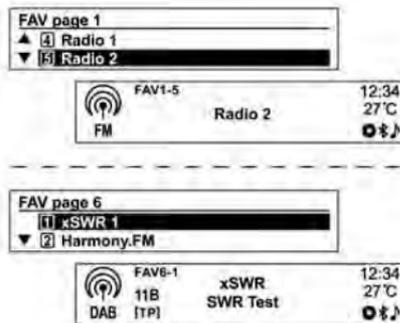 FAV page 1
▲ 4 Radio 1
▼ 5 Radio 2
FAV1-5 12:34
Radio 2 27°C
FM
FAV page 6
1 xSWR 1
▼ 2 Harmony.FM
FAV6-1 xSWR 12:34
11B SWR Test 27°C
DAB [TP]